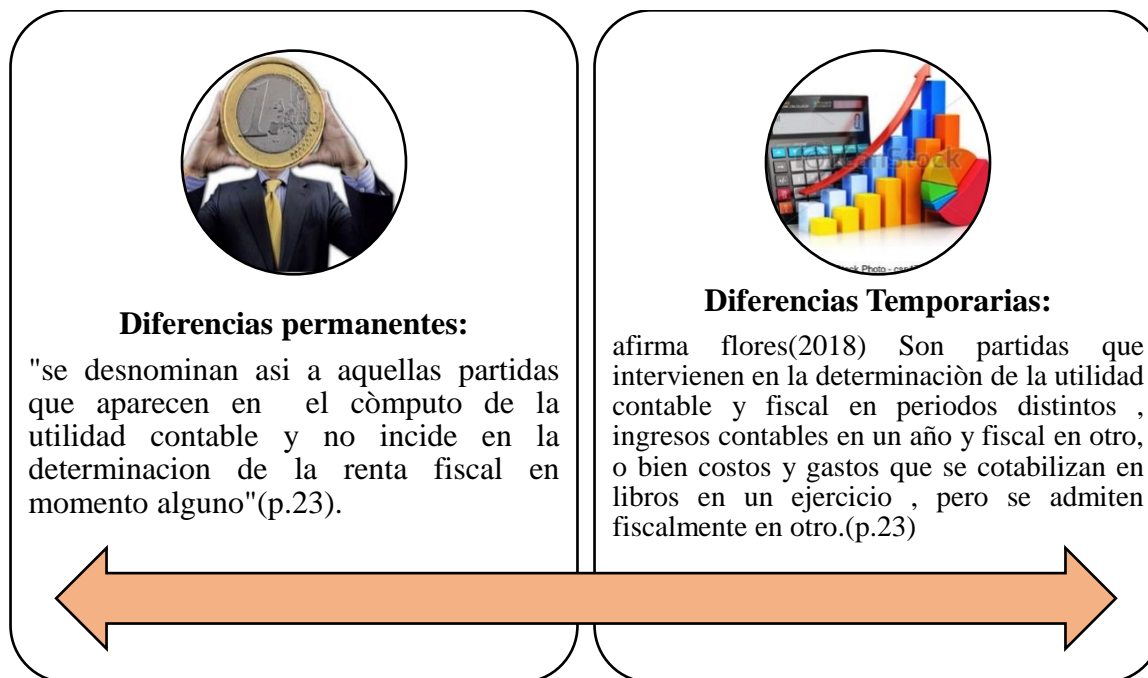 Diferencias permanentes:
"se desnominan asi a aquellas partidas
que aparecen en el còmputo de la
utilidad contable y no incide en la
determinacion de la renta fiscal en
momento alguno"(p.23).
Diferencias Temporarias:
afirma flores(2018) Son partidas que
intervienen en la determinaciòn de la utilidad
contable y fiscal en periodos distintos ,
ingresos contables en un año y fiscal en otro,
o bien costos y gastos que se cotabilizan en
libros en un ejercicio , pero se admiten
fiscalmente en otro.(p.23)